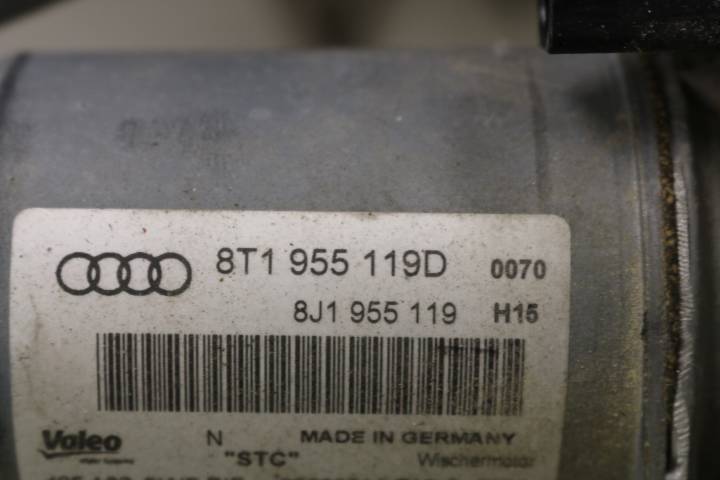 8T1 955 119D 0070
8J1 955 119 H15
Valeo N MADE IN GERMANY
"STC" Wischermotor